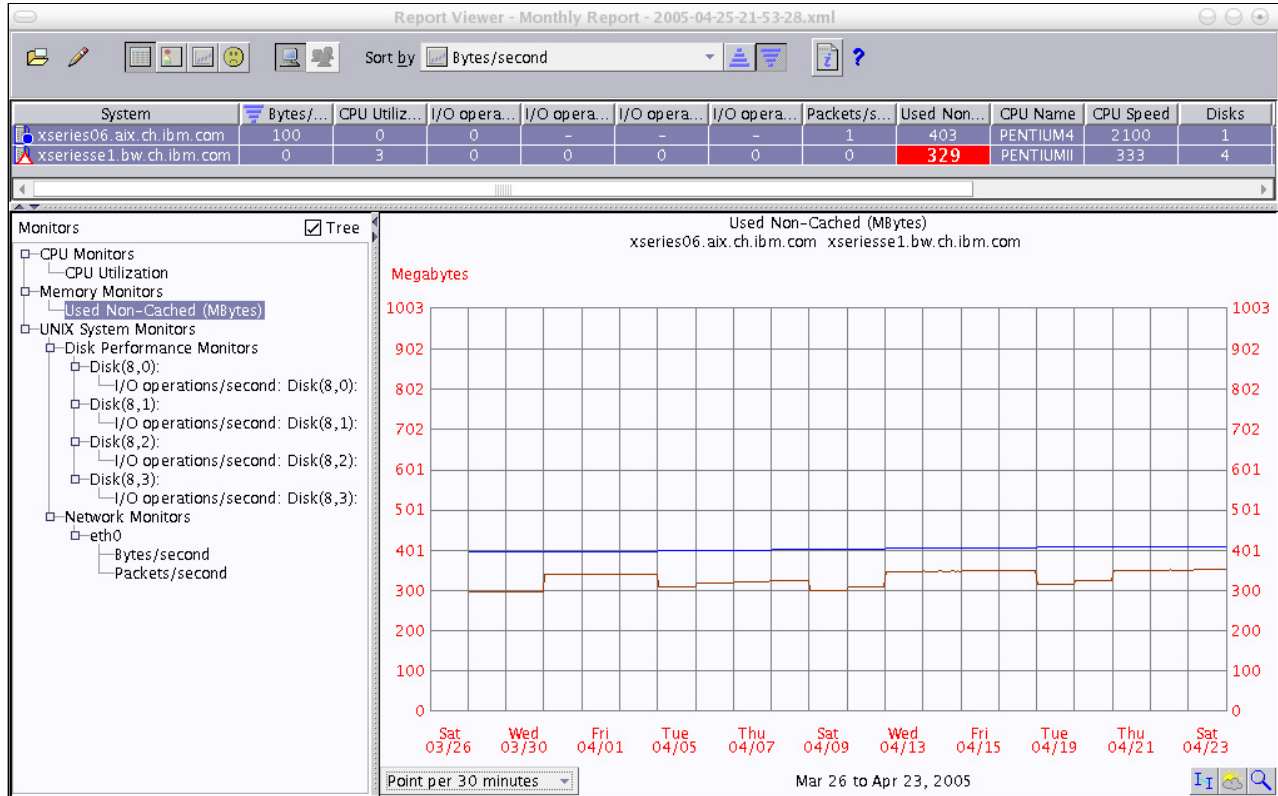 Report Viewer - Monthly Report - 2005-04-25-21-53-28.xml
Sort by Bytes/second
i ?
System Bytes/... CPU Utiliz... I/O opera... I/O opera... I/O opera... I/O opera... Packets/s... Used Non... CPU Name CPU Speed Disks
xseries06.aix.ch.ibm.com 100 0 0 - - - 1 403 PENTIUM4 2100 1
xseriesse1.bw.ch.ibm.com 0 3 0 0 0 0 0 329 PENTIUMII 333 4
Monitors Tree
CPU Monitors
CPU Utilization
Memory Monitors
Used Non-Cached (MBytes)
UNIX System Monitors
Disk Performance Monitors
Disk(8,0):
I/O operations/second: Disk(8,0):
Disk(8,1):
I/O operations/second: Disk(8,1):
Disk(8,2):
I/O operations/second: Disk(8,2):
Disk(8,3):
I/O operations/second: Disk(8,3):
Network Monitors
eth0
Bytes/second
Packets/second
Used Non-Cached (MBytes)
xseries06.aix.ch.ibm.com xseriesse1.bw.ch.ibm.com
Megabytes
1003 1003
902 902
802 802
702 702
601 601
501 501
401 401
300 300
200 200
100 100
0 0
Sat Wed Fri Tue Thu Sat Wed Fri Tue Thu Sat
03/26 03/30 04/01 04/05 04/07 04/09 04/13 04/15 04/19 04/21 04/23
Point per 30 minutes Mar 26 to Apr 23, 2005